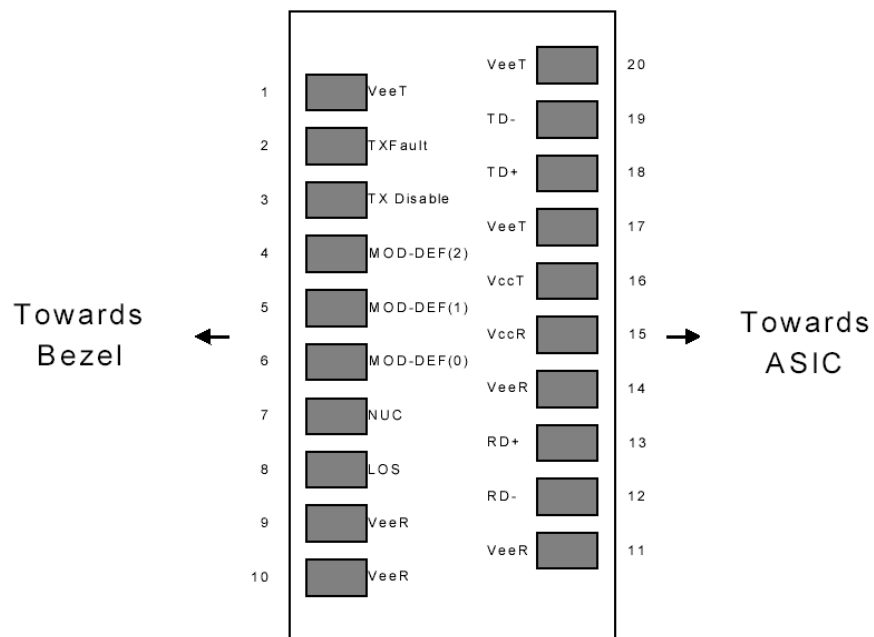 VeeT 20
1 VeeT
TD- 19
2 TXFault
TD+ 18
3 TX Disable
VeeT 17
4 MOD-DEF(2)
VccT 16
5 MOD-DEF(1)
Towards
Bezel
VccR 15
Towards
ASIC
6 MOD-DEF(0)
VeeR 14
7 NUC
RD+ 13
8 LOS
RD- 12
9 VeeR
VeeR 11
10 VeeR